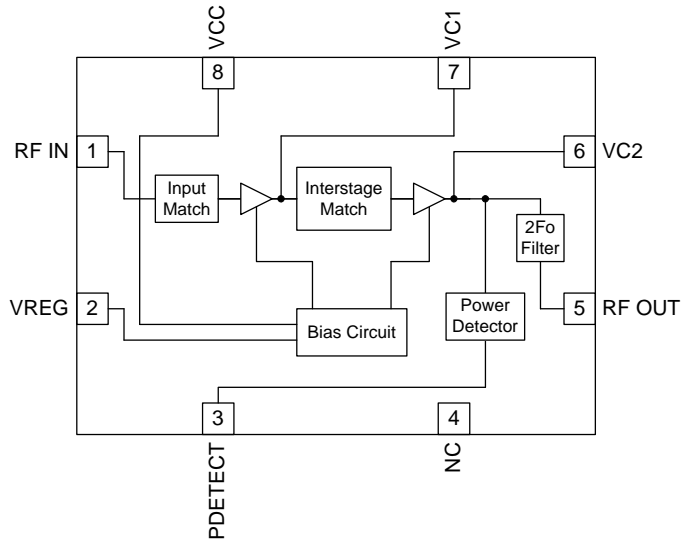 VCC
VC1
8
7
RF IN
1
6
VC2
Input
Match
Interstage
Match
2Fo
Filter
VREG
2
Bias Circuit
Power
Detector
5
RF OUT
3
4
PDETECT
NC